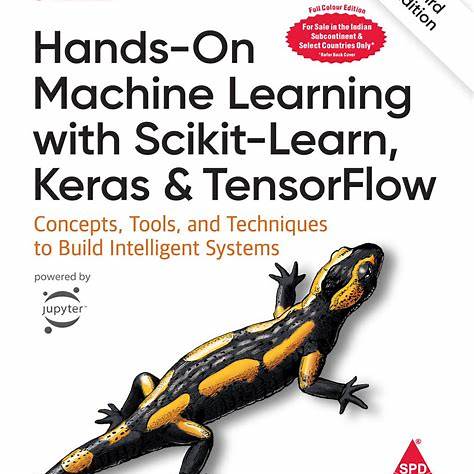 Full Colour Edition
For Sale in the Indian
Subcontinent &
Select Countries Only*
*Refer Back Cover
Edition
Hands-On
Machine Learning
with Scikit-Learn,
Keras & TensorFlow
Concepts, Tools, and Techniques
to Build Intelligent Systems
powered by
jupyter
SPD